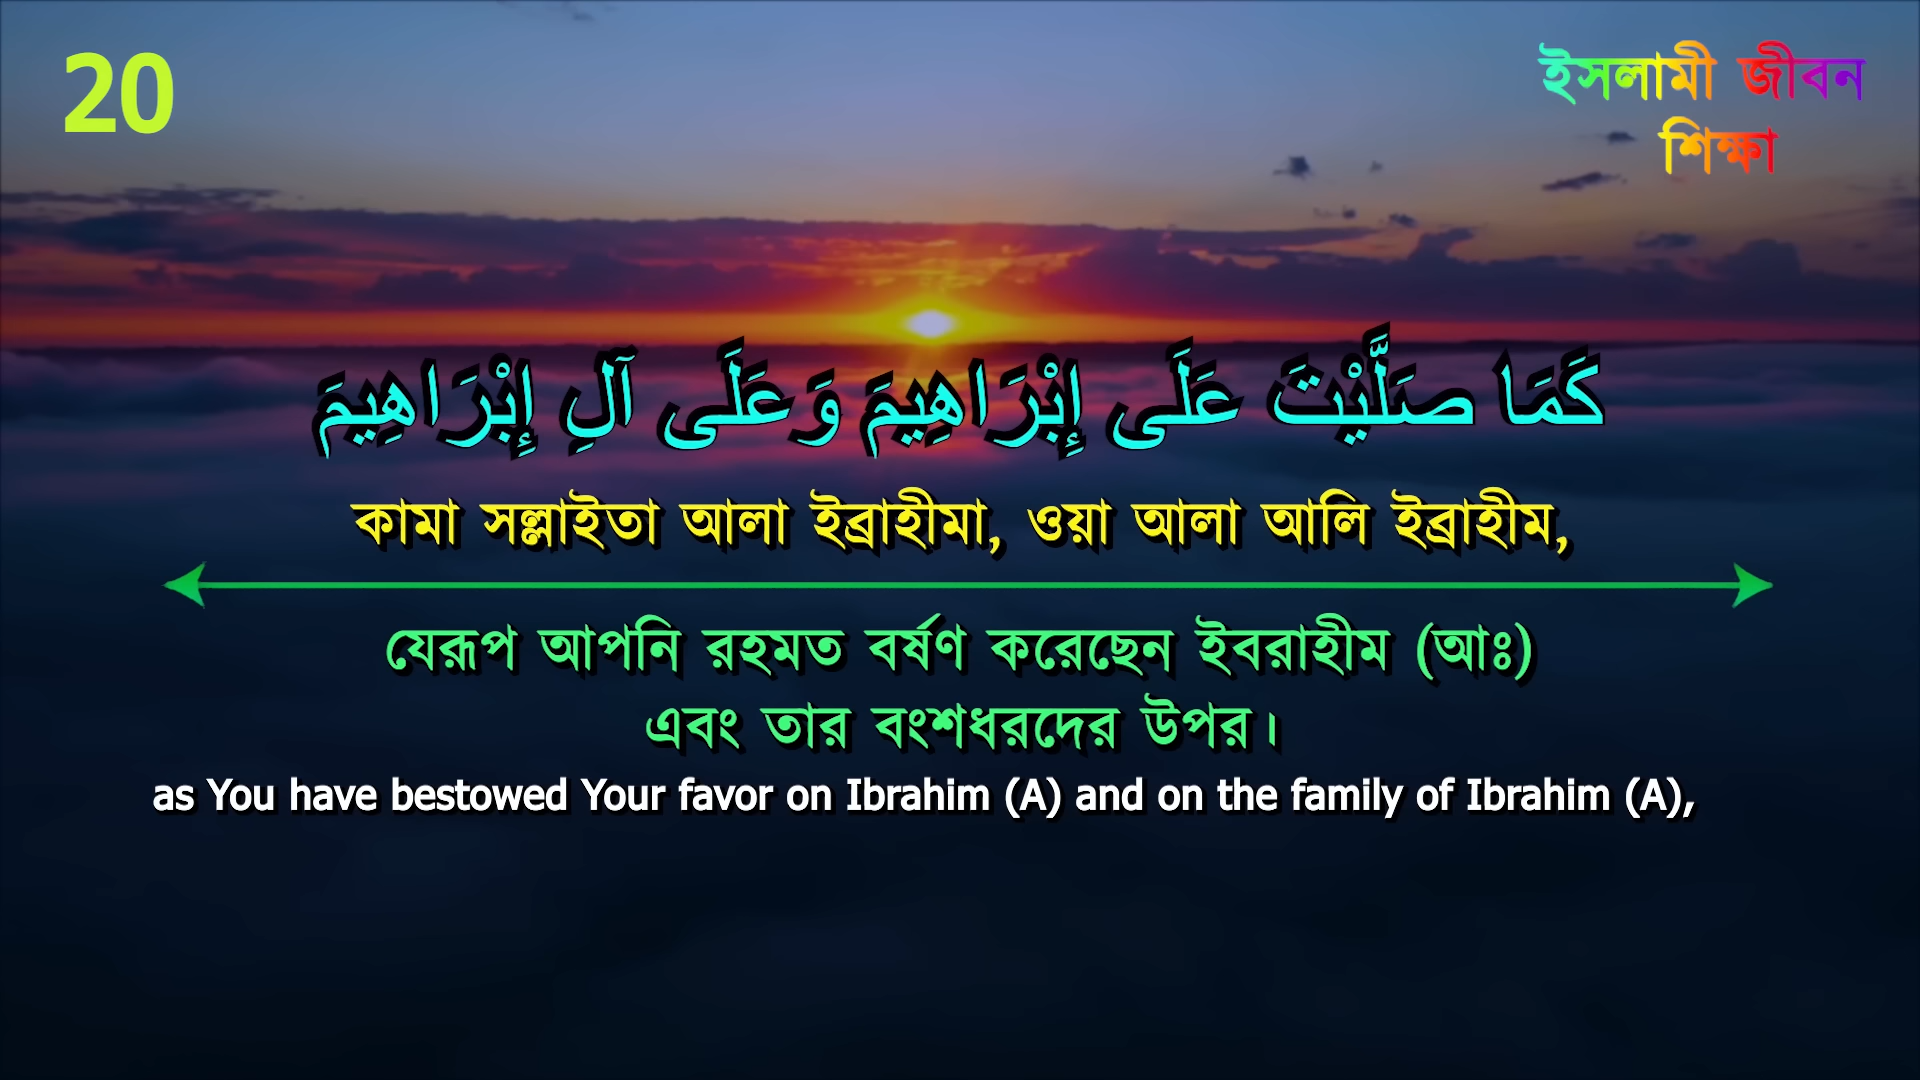 20
ইসলামী জীবন
শিক্ষা
كَمَا صَلَّيْتَ عَلَى إِبْرَاهِيمَ وَعَلَى آلِ إِبْرَاهِيمَ
কামা সল্লাইতা আলা ইব্রাহীমা, ওয়া আলা আলি ইব্রাহীম,
যেরূপ আপনি রহমত বর্ষণ করেছেন ইবরাহীম (আঃ)
এবং তার বংশধরদের উপর।
as You have bestowed Your favor on Ibrahim (A) and on the family of Ibrahim (A),